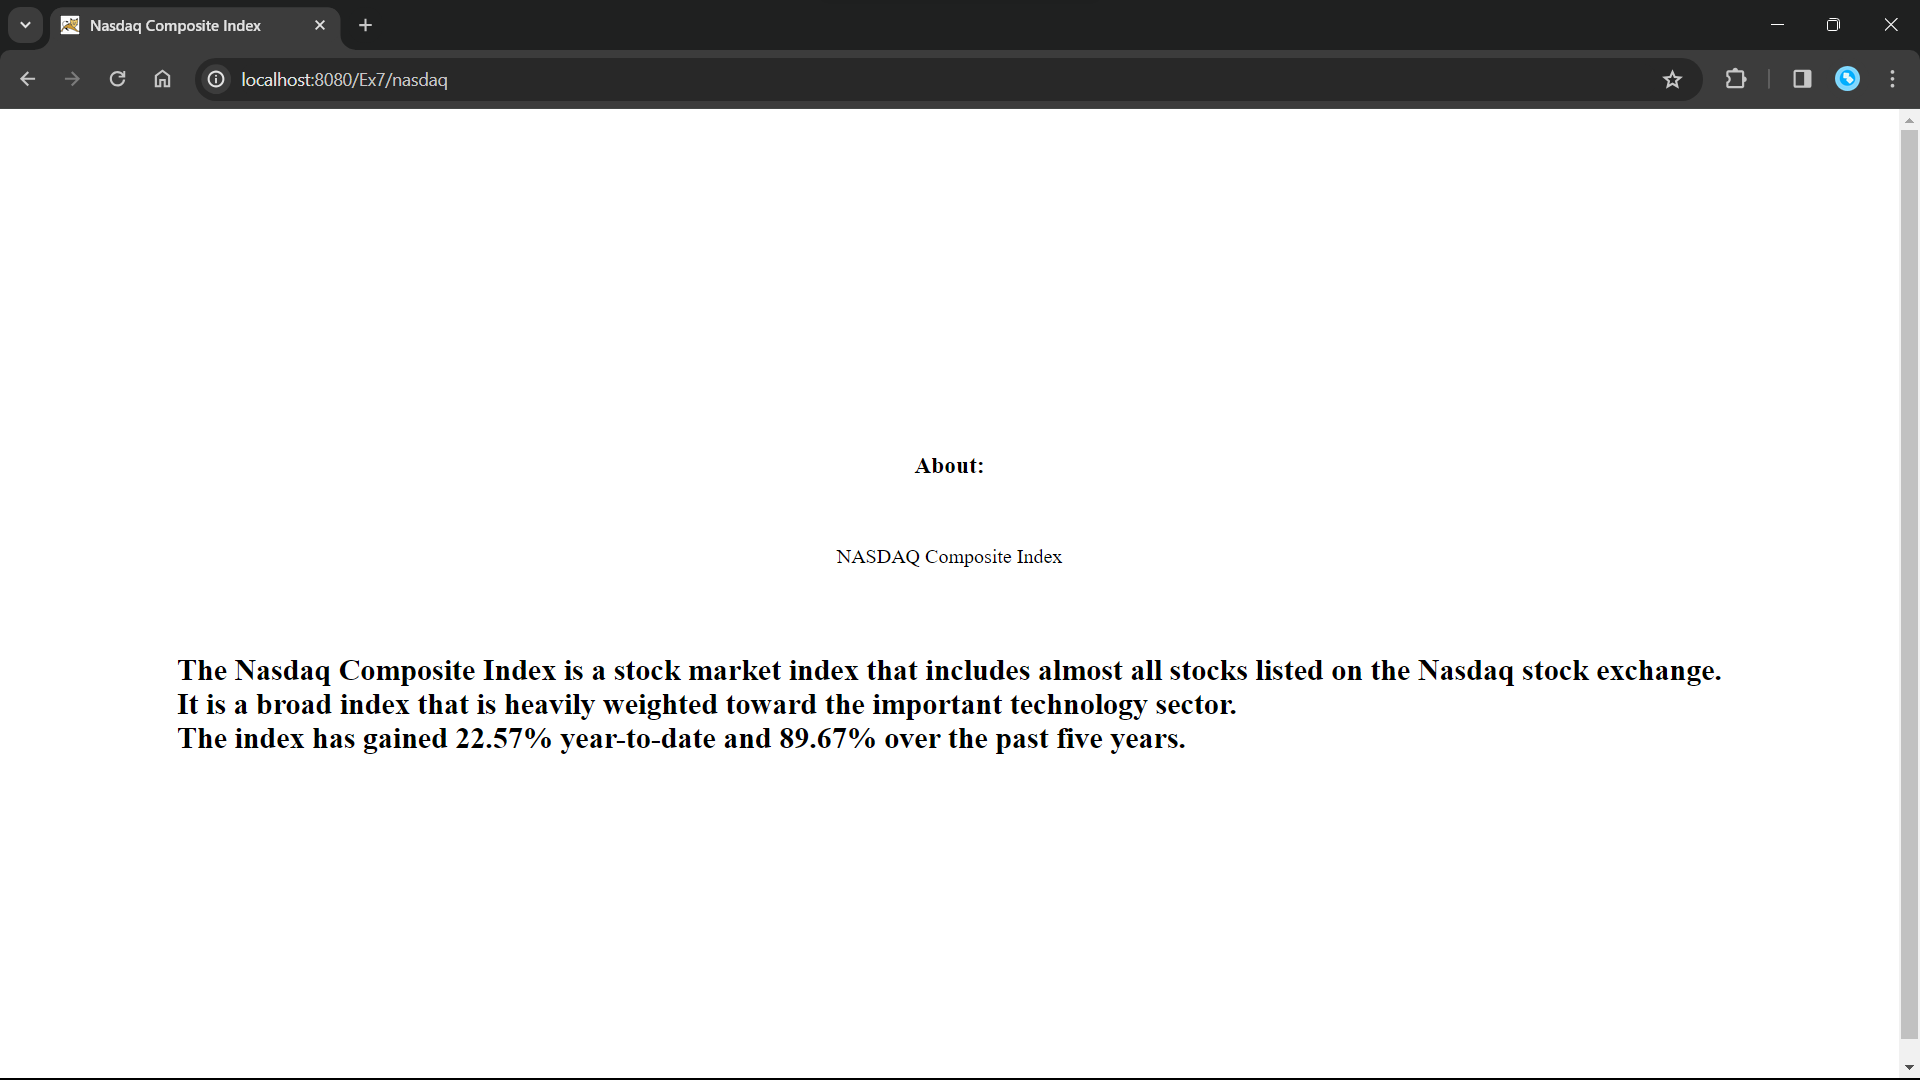 Nasdaq Composite Index
localhost:8080/Ex7/nasdaq
About:
NASDAQ Composite Index
The Nasdaq Composite Index is a stock market index that includes almost all stocks listed on the Nasdaq stock exchange.
It is a broad index that is heavily weighted toward the important technology sector.
The index has gained 22.57% year-to-date and 89.67% over the past five years.